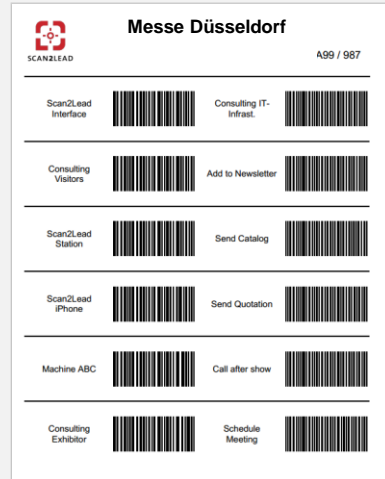 Messe Düsseldorf
SCAN2LEAD
A99 / 987
Scan2Lead
Interface
Consulting IT-
Infrast.
Consulting
Visitors
Add to Newsletter
Scan2Lead
Station
Send Catalog
Scan2Lead
iPhone
Send Quotation
Machine ABC
Call after show
Consulting
Exhibitor
Schedule
Meeting